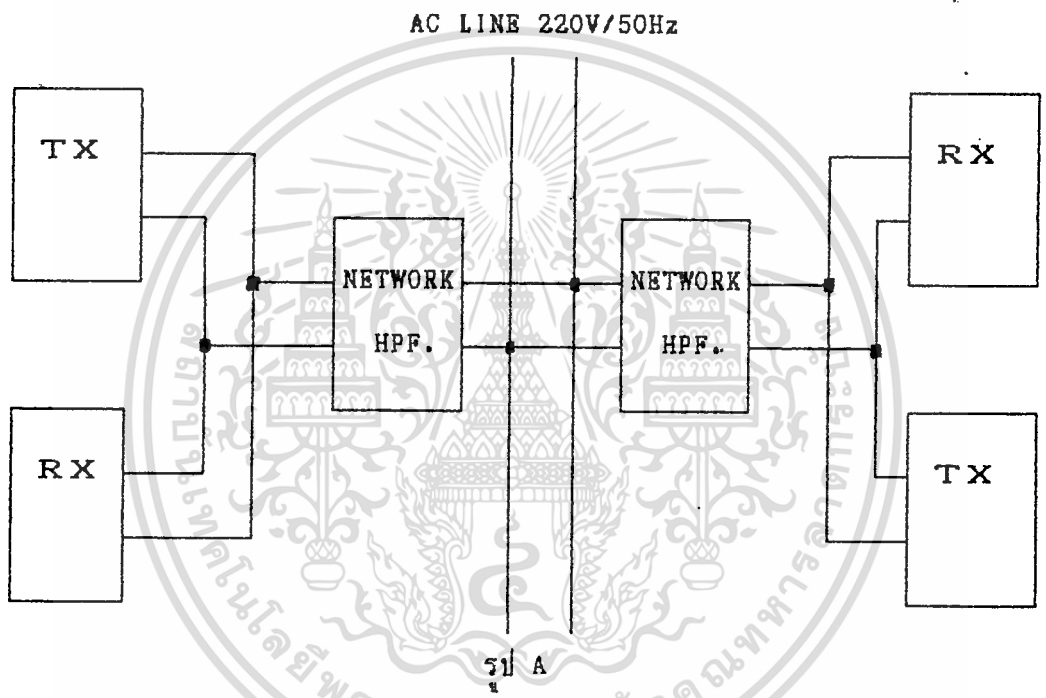 AC LINE 220V/50Hz
TX
RX
NETWORK
HPF.
NETWORK
HPF.
RX
TX
รูป A